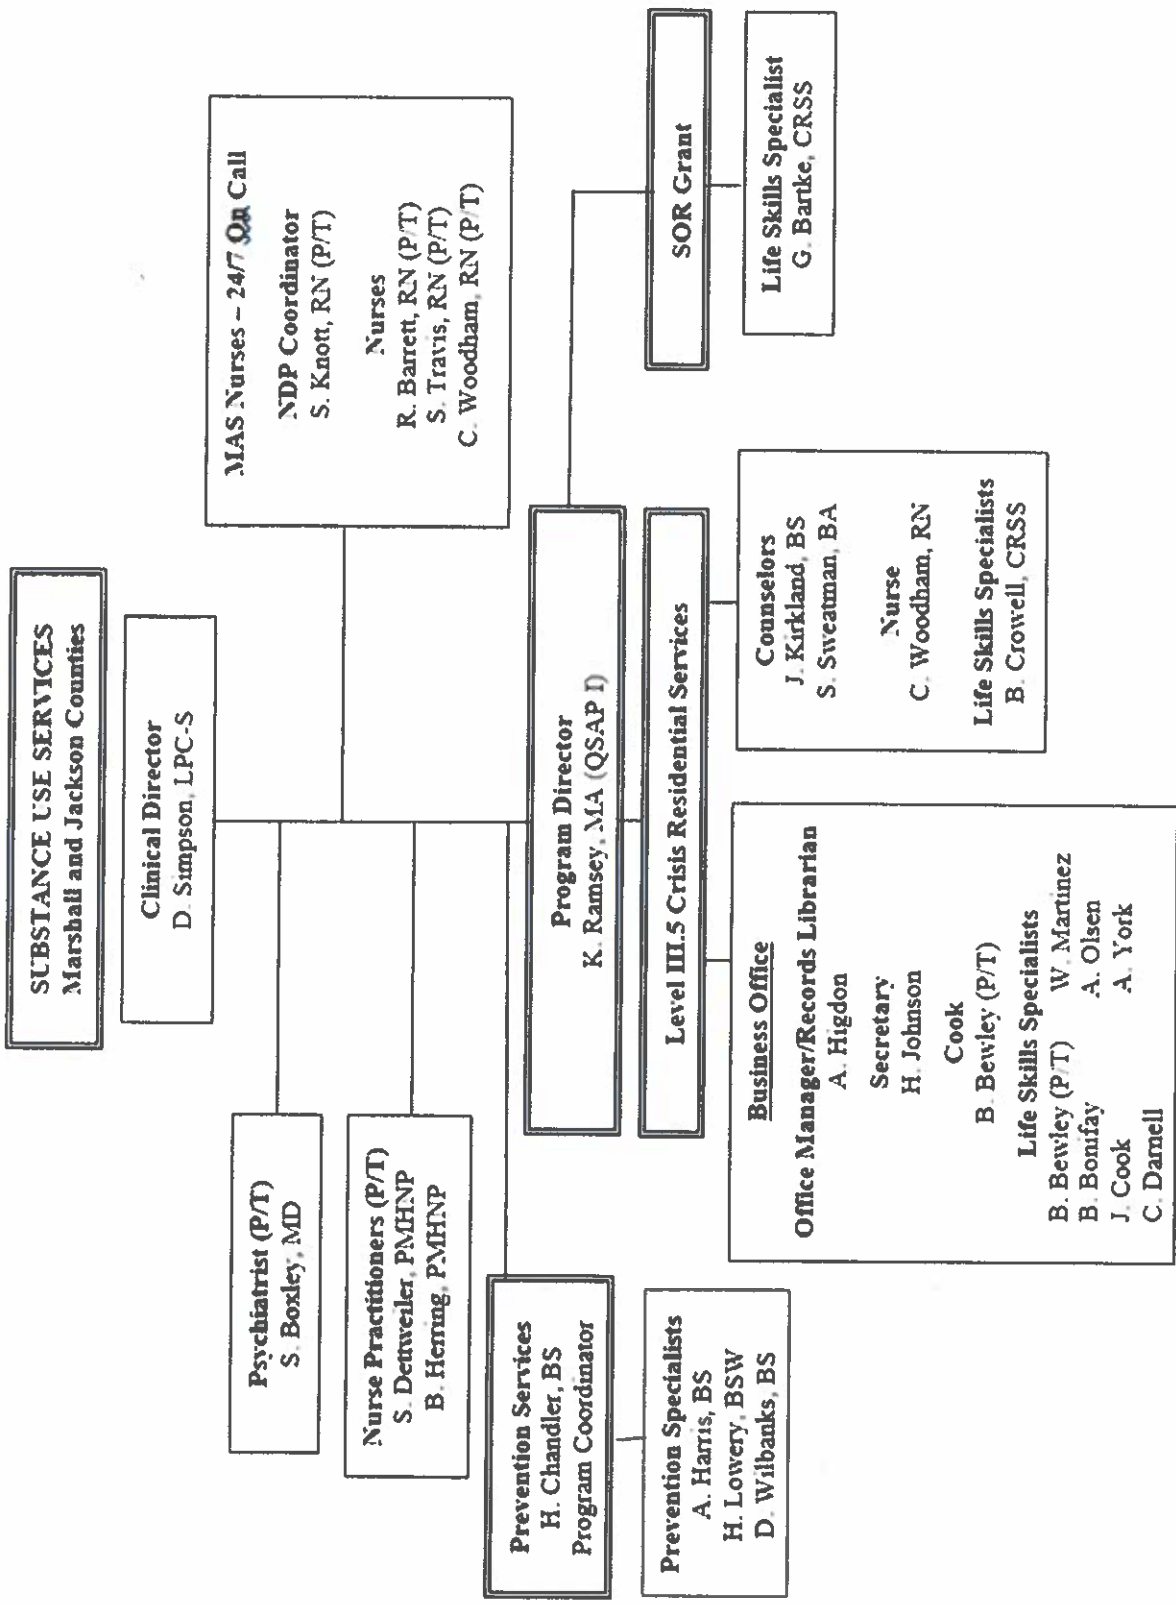 SUBSTANCE USE SERVICES
Marshall and Jackson Counties
Clinical Director
D. Simpson, LPC-S
Psychiatrist (P/T)
S. Boxley, MD
MAS Nurses – 24/7 On Call
NDP Coordinator
S. Knott, RN (P/T)
Nurses
R. Barrett, RN (P/T)
S. Travis, RN (P/T)
C. Woodham, RN (P/T)
Nurse Practitioners (P/T)
S. Dettweiler, PMHNP
B. Herring, PMHNP
Prevention Services
H. Chandler, BS
Program Coordinator
Prevention Specialists
A. Harris, BS
H. Lowery, BSW
D. Wilbanks, BS
Program Director
K. Ramsey, MA (QSAP I)
Level III.5 Crisis Residential Services
SOR Grant
Life Skills Specialist
G. Bartke, CRSS
Business Office
Office Manager/Records Librarian
A. Higdon
Secretary
H. Johnson
Cook
B. Bewley (P/T)
Life Skills Specialists
B. Bewley (P/T) W. Martinez
B. Bonifay A. Olsen
J. Cook A. York
C. Darnell
Counselors
J. Kirkland, BS
S. Sweatman, BA
Nurse
C. Woodham, RN
Life Skills Specialists
B. Crowell, CRSS